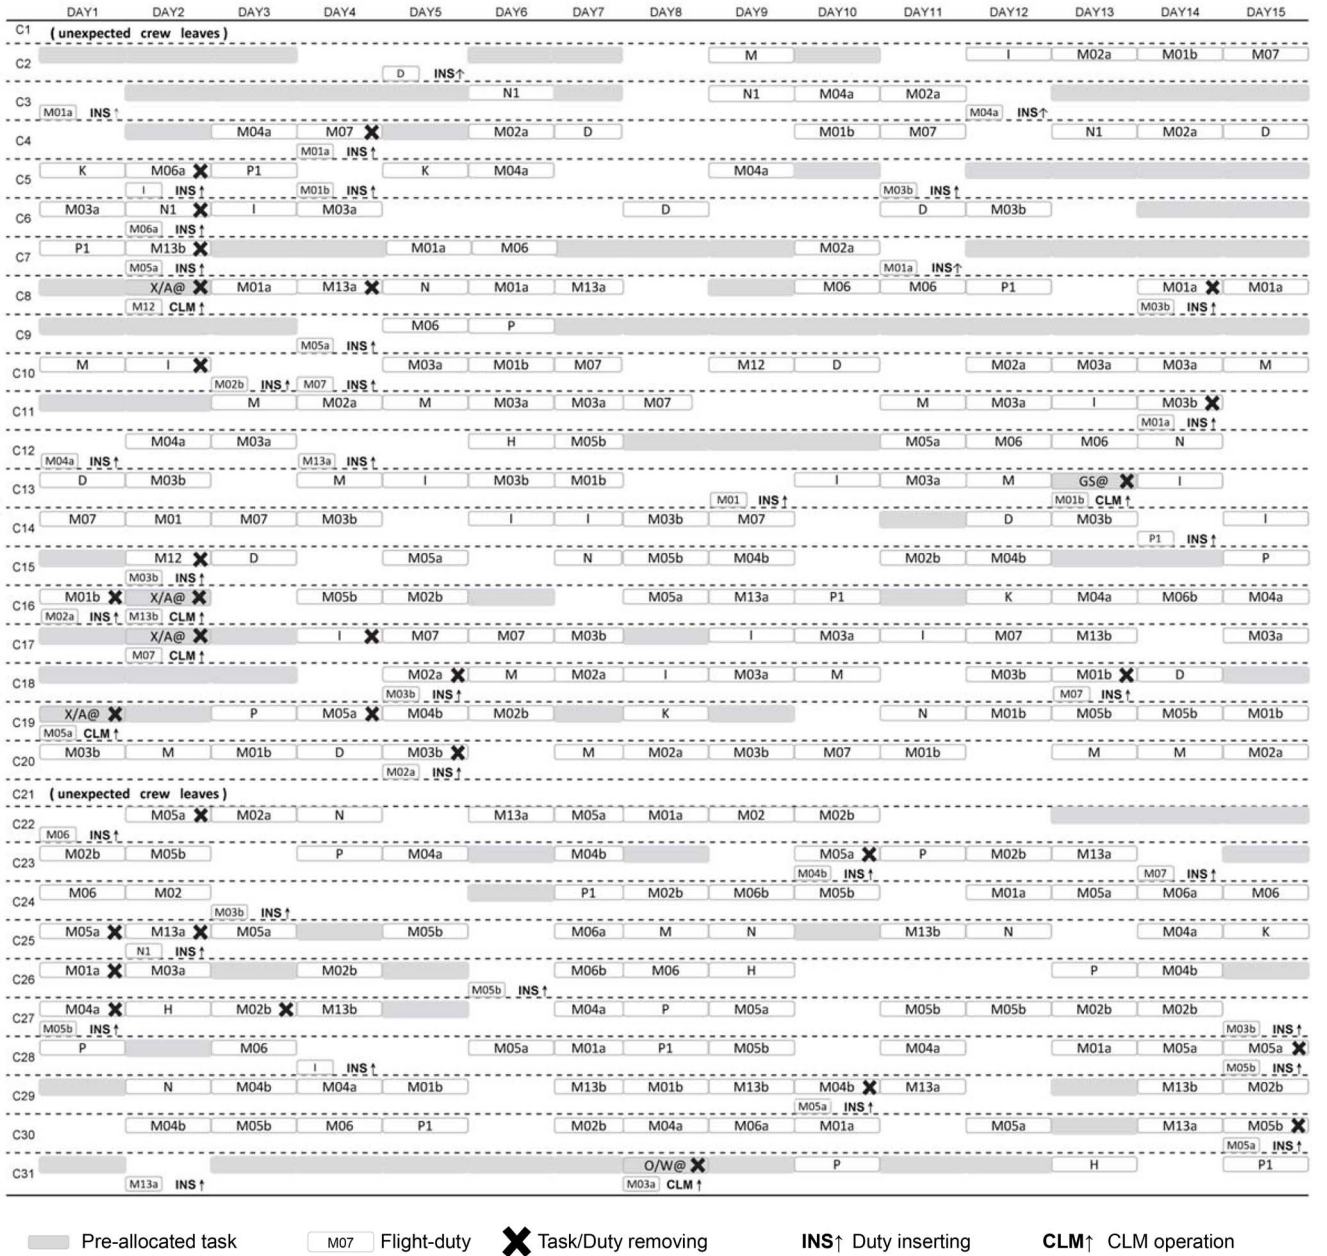 DAY1 DAY2 DAY3 DAY4 DAY5 DAY6 DAY7 DAY8 DAY9 DAY10 DAY11 DAY12 DAY13 DAY14 DAY15
C1 (unexpected crew leaves)
C2 M I M02a M01b M07
D INS↑
C3 N1 N1 M04a M02a
M01a INS↑ M04a INS↑
C4 M04a M07 M02a D M01b M07 N1 M02a D
M01a INS↑
C5 K M06a P1 K M04a M04a
I INS↑ M01b INS↑ M03b INS↑
C6 M03a N1 I M03a D D M03b
M06a INS↑
C7 P1 M13b M01a M06 M02a
M05a INS↑ M01a INS↑
C8 X/A@ M01a M13a N M01a M13a M06 M06 P1 M01a M01a
M12 CLM↑ M03b INS↑
C9 M06 P
M05a INS↑
C10 M I M03a M01b M07 M12 D M02a M03a M03a M
M02b INS↑ M07 INS↑
C11 M M02a M M03a M03a M07 M M03a I M03b
M01a INS↑
C12 M04a M03a H M05b M05a M06 M06 N
M04a INS↑ M13a INS↑
C13 D M03b M I M03b M01b I M03a M GS@ I
M01 INS↑ M01b CLM↑
C14 M07 M01 M07 M03b I I M03b M07 D M03b I
P1 INS↑
C15 M12 D M05a N M05b M04b M02b M04b P
M03b INS↑
C16 M01b X/A@ M05b M02b M05a M13a P1 K M04a M06b M04a
M02a INS↑ M13b CLM↑
C17 X/A@ I M07 M07 M03b I M03a I M07 M13b M03a
M07 CLM↑
C18 M02a M M02a I M03a M M03b M01b D
M03b INS↑ M07 INS↑
C19 X/A@ P M05a M04b M02b K N M01b M05b M05b M01b
M05a CLM↑
C20 M03b M M01b D M03b M M02a M03b M07 M01b M M M02a
M02a INS↑
C21 (unexpected crew leaves)
C22 M05a M02a N M13a M05a M01a M02 M02b
M06 INS↑
C23 M02b M05b P M04a M04b M05a P M02b M13a
M04b INS↑ M07 INS↑
C24 M06 M02 P1 M02b M06b M05b M01a M05a M06a M06
M03b INS↑
C25 M05a M13a M05a M05b M06a M N M13b N M04a K
N1 INS↑
C26 M01a M03a M02b M06b M06 H P M04b
M05b INS↑
C27 M04a H M02b M13b M04a P M05a M05b M05b M02b M02b
M05b INS↑ M03b INS↑
C28 P M06 M05a M01a P1 M05b M04a M01a M05a M05a
I INS↑ M05b INS↑
C29 N M04b M04a M01b M13b M01b M13b M04b M13a M13b M02b
M05a INS↑
C30 M04b M05b M06 P1 M02b M04a M06a M01a M05a M13a M05b
M05a INS↑
C31 O/W@ P H P1
M13a INS↑ M03a CLM↑
Pre-allocated task M07 Flight-duty Task/Duty removing INS↑ Duty inserting CLM↑ CLM operation